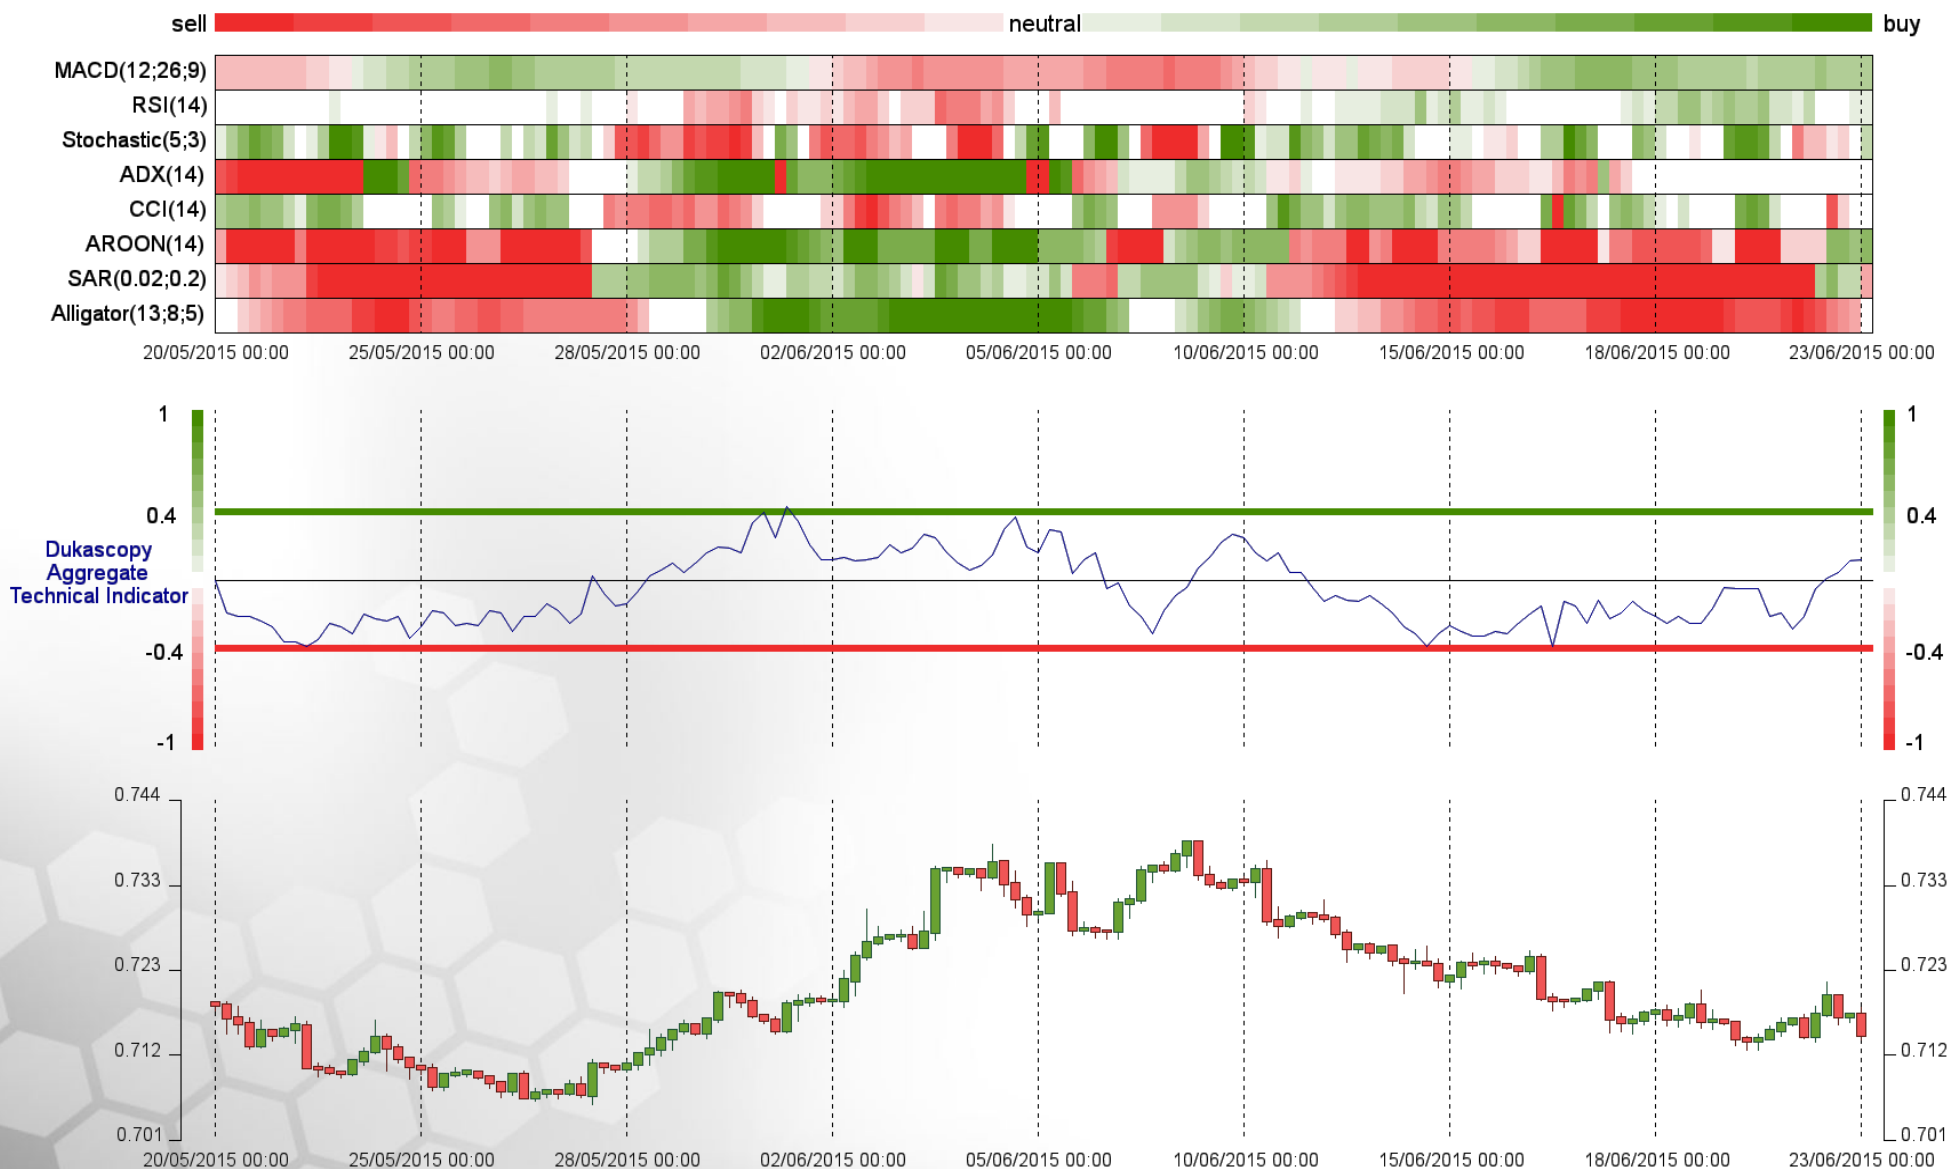 sell neutral buy
MACD(12;26;9)
RSI(14)
Stochastic(5;3)
ADX(14)
CCI(14)
AROON(14)
SAR(0.02;0.2)
Alligator(13;8;5)
20/05/2015 00:00 25/05/2015 00:00 28/05/2015 00:00 02/06/2015 00:00 05/06/2015 00:00 10/06/2015 00:00 15/06/2015 00:00 18/06/2015 00:00 23/06/2015 00:00
1 1
0.4 0.4
Dukascopy
Aggregate
Technical Indicator
-0.4 -0.4
-1 -1
0.744 0.744
0.733 0.733
0.723 0.723
0.712 0.712
0.701 0.701
20/05/2015 00:00 25/05/2015 00:00 28/05/2015 00:00 02/06/2015 00:00 05/06/2015 00:00 10/06/2015 00:00 15/06/2015 00:00 18/06/2015 00:00 23/06/2015 00:00